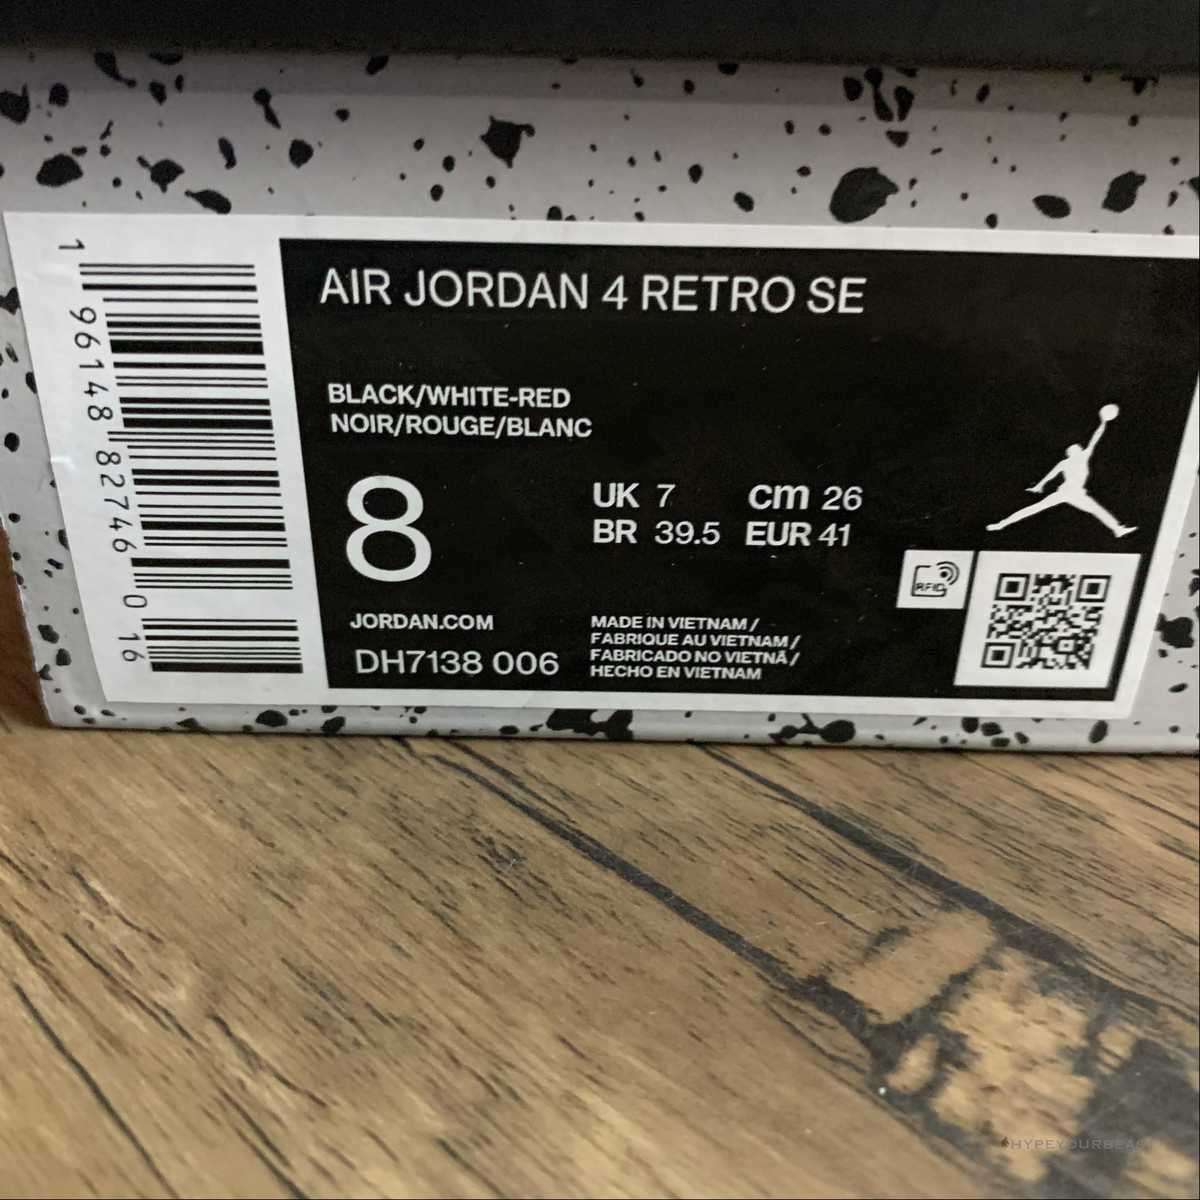 AIR JORDAN 4 RETRO SE
BLACK/WHITE-RED
NOIR/ROUGE/BLANC
8
UK 7 cm 26
BR 39.5 EUR 41
JORDAN.COM
DH7138 006
MADE IN VIETNAM /
FABRIQUE AU VIETNAM /
FABRICADO NO VIETNÃ /
HECHO EN VIETNAM
RFID
1 96148 82746 0 16
HYPEYOURBEAST